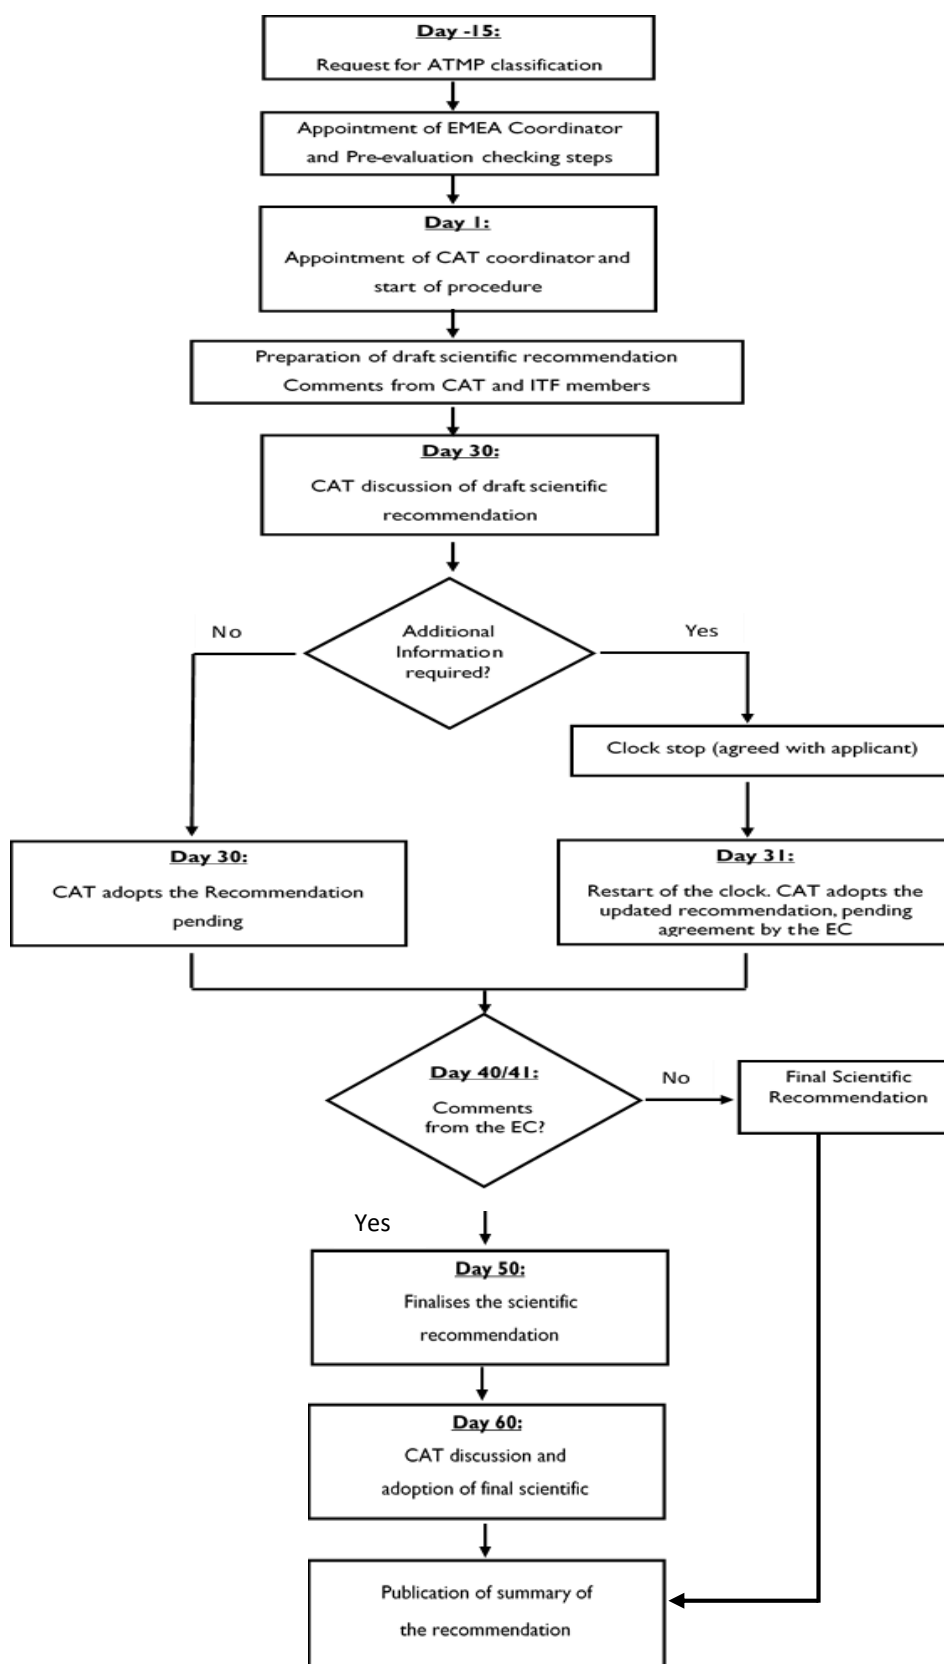 Day -15:
Request for ATMP classification
Appointment of EMEA Coordinator
and Pre-evaluation checking steps
Day 1:
Appointment of CAT coordinator and
start of procedure
Preparation of draft scientific recommendation
Comments from CAT and ITF members
Day 30:
CAT discussion of draft scientific
recommendation
No
Additional
Information
required?
Yes
Clock stop (agreed with applicant)
Day 30:
CAT adopts the Recommendation
pending
Day 31:
Restart of the clock. CAT adopts the
updated recommendation, pending
agreement by the EC
Day 40/41:
Comments
from the EC?
No
Final Scientific
Recommendation
Yes
Day 50:
Finalises the scientific
recommendation
Day 60:
CAT discussion and
adoption of final scientific
Publication of summary of
the recommendation